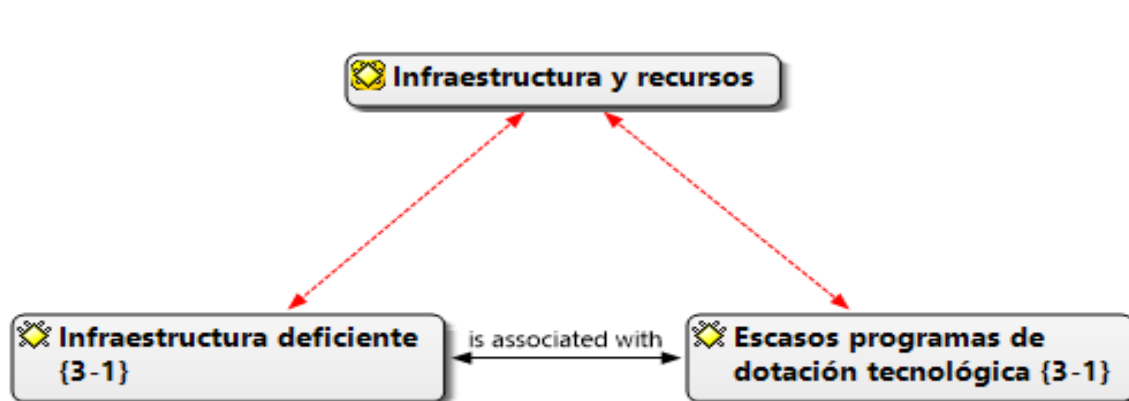 Infraestructura y recursos
Infraestructura deficiente
{3-1}
is associated with
Escasos programas de
dotación tecnológica {3-1}